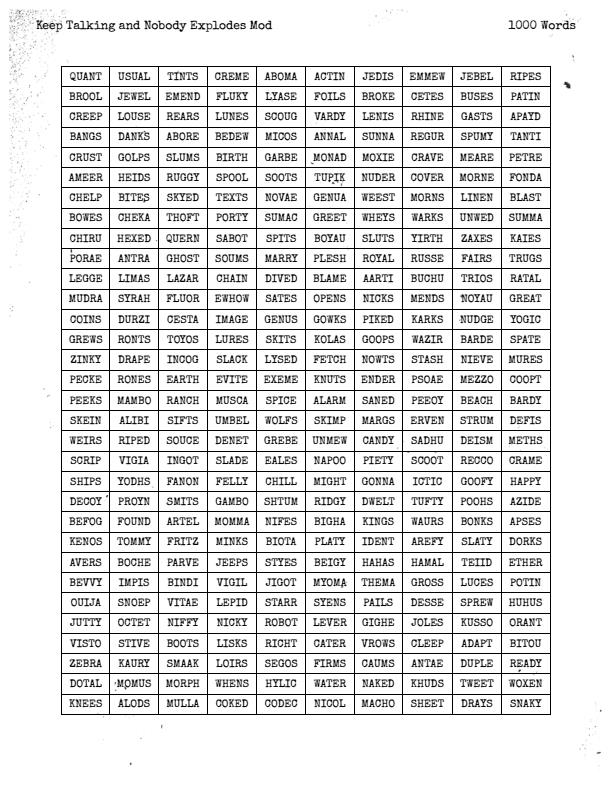 Keep Talking and Nobody Explodes Mod 1000 Words
QUANT USUAL TINTS CREME ABOMA ACTIN JEDIS EMMEW JEBEL RIPES
BROOL JEWEL EMEND FLUKY LYASE FOILS BROKE CETES BUSES PATIN
CREEP LOUSE REARS LUNES SCOUG VARDY LENIS RHINE GASTS APAYD
BANGS DANKS ABORE BEDEW MICOS ANNAL SUNNA REGUR SPUMY TANTI
CRUST GOLPS SLUMS BIRTH GARBE MONAD MOXIE CRAVE MEARE PETRE
AMEER HEIDS RUGGY SPOOL SOOTS TUPIK NUDER COVER MORNE FONDA
CHELP BITES SKYED TEXTS NOVAE GENUA WEEST MORNS LINEN BLAST
BOWES CHEKA THOFT PORTY SUMAC GREET WHEYS WARKS UNWED SUMMA
CHIRU HEXED QUERN SABOT SPITS BOYAU SLUTS YIRTH ZAXES KAIES
PORAE ANTRA GHOST SOUMS MARRY PLESH ROYAL RUSSE FAIRS TRUGS
LEGGE LIMAS LAZAR CHAIN DIVED BLAME AARTI BUCHU TRIOS RATAL
MUDRA SYRAH FLUOR EWHOW SATES OPENS NICKS MENDS NOYAU GREAT
COINS DURZI CESTA IMAGE GENUS GOWKS PIKED KARKS NUDGE YOGIC
GREWS RONTS TOYOS LURES SKITS KOLAS GOOPS WAZIR BARDE SPATE
ZINKY DRAPE INCOG SLACK LYSED FETCH NOWTS STASH NIEVE MURES
PECKE RONES EARTH EVITE EXEME KNUTS ENDER PSOAE MEZZO COOPT
PEEKS MAMBO RANCH MUSCA SPICE ALARM SANED PEEOY BEACH BARDY
SKEIN ALIBI SIFTS UMBEL WOLFS SKIMP MARGS ERVEN STRUM DEFIS
WEIRS RIPED SOUCE DENET GREBE UNMEW CANDY SADHU DEISM METHS
SCRIP VIGIA INGOT SLADE EALES NAPOO PIETY SCOOT RECCO CRAME
SHIPS YODHS FANON FELLY CHILL MIGHT GONNA ICTIC GOOFY HAPPY
DECOY PROYN SMITS GAMBO SHTUM RIDGY DWELT TUFTY POOHS AZIDE
BEFOG FOUND ARTEL MOMMA NIFES BIGHA KINGS WAURS BONKS APSES
KENOS TOMMY FRITZ MINKS BIOTA PLATY IDENT AREFY SLATY DORKS
AVERS BOCHE PARVE JEEPS STYES BEIGY HAHAS HAMAL TEIID ETHER
BEVVY IMPIS BINDI VIGIL JIGOT MYOMA THEMA GROSS LUCES POTIN
OUIJA SNOEP VITAE LEPID STARR SYENS PAILS DESSE SPREW HUHUS
JUTTY OCTET NIFFY NICKY ROBOT LEVER GIGHE JOLES KUSSO ORANT
VISTO STIVE BOOTS LISKS RICHT CATER VROWS CLEEP ADAPT BITOU
ZEBRA KAURY SMAAK LOIRS SEGOS FIRMS CAUMS ANTAE DUPLE READY
DOTAL MOMUS MORPH WHENS HYLIC WATER NAKED KHUDS TWEET WOXEN
KNEES ALODS MULLA COKED CODEC NICOL MACHO SHEET DRAYS SNAKY